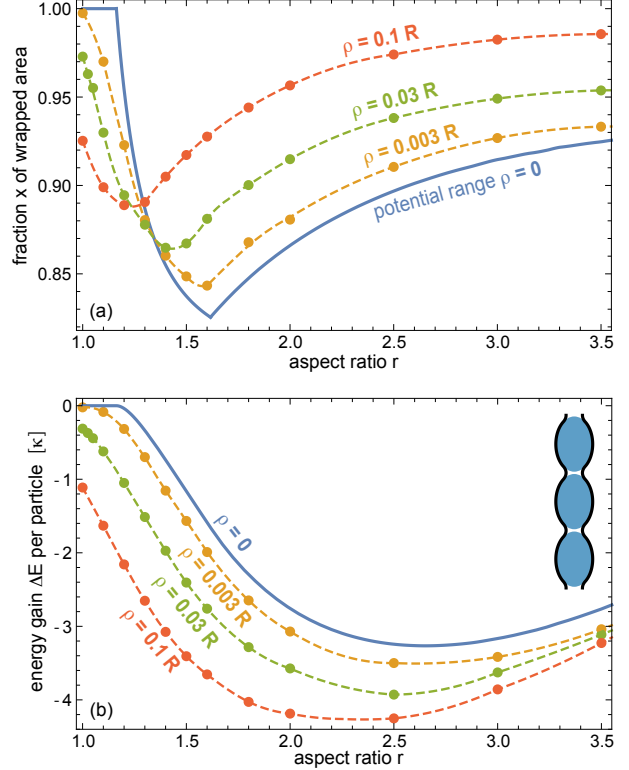 1.00
0.95
0.90
0.85
fraction x of wrapped area
ρ = 0.1 R
ρ = 0.03 R
ρ = 0.003 R
potential range ρ = 0
(a)
1.0 1.5 2.0 2.5 3.0 3.5
aspect ratio r
0
-1
-2
-3
-4
energy gain ΔE per particle [κ]
ρ = 0
ρ = 0.003 R
ρ = 0.03 R
ρ = 0.1 R
(b)
1.0 1.5 2.0 2.5 3.0 3.5
aspect ratio r